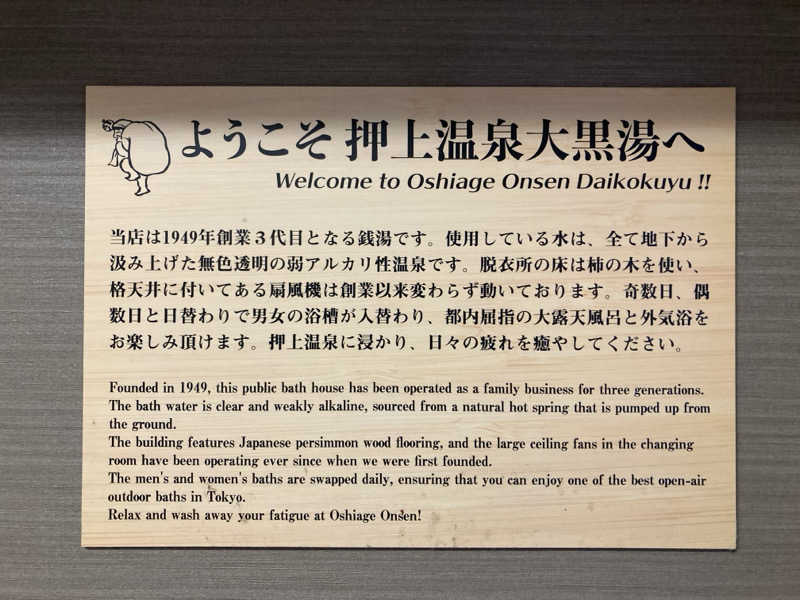 ようこそ 押上温泉大黒湯へ
Welcome to Oshiage Onsen Daikokuyu !!
当店は1949年創業３代目となる銭湯です。使用している水は、全て地下から
汲み上げた無色透明の弱アルカリ性温泉です。脱衣所の床は柿の木を使い、
格天井に付いてある扇風機は創業以来変わらず動いております。奇数日、偶
数日と日替わりで男女の浴槽が入替わり、都内屈指の大露天風呂と外気浴を
お楽しみ頂けます。押上温泉に浸かり、日々の疲れを癒やしてください。
Founded in 1949, this public bath house has been operated as a family business for three generations.
The bath water is clear and weakly alkaline, sourced from a natural hot spring that is pumped up from
the ground.
The building features Japanese persimmon wood flooring, and the large ceiling fans in the changing
room have been operating ever since when we were first founded.
The men's and women's baths are swapped daily, ensuring that you can enjoy one of the best open-air
outdoor baths in Tokyo.
Relax and wash away your fatigue at Oshiage Onsen!